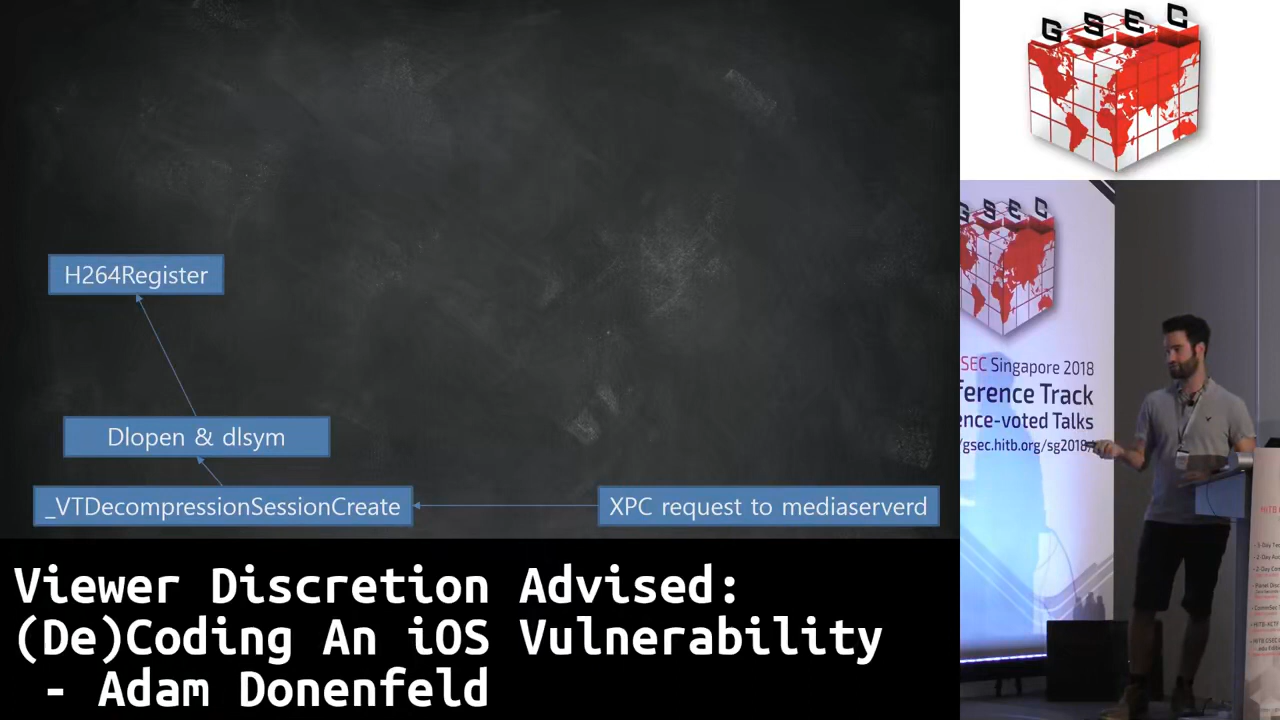 H264Register
Dlopen & dlsym
_VTDecompressionSessionCreate
XPC request to mediaserverd
Viewer Discretion Advised:
(De)Coding An iOS Vulnerability
- Adam Donenfeld
GSEC
GSEC
SEC Singapore 2018
ference Track
ence-voted Talks
/gsec.hitb.org/sg2018/